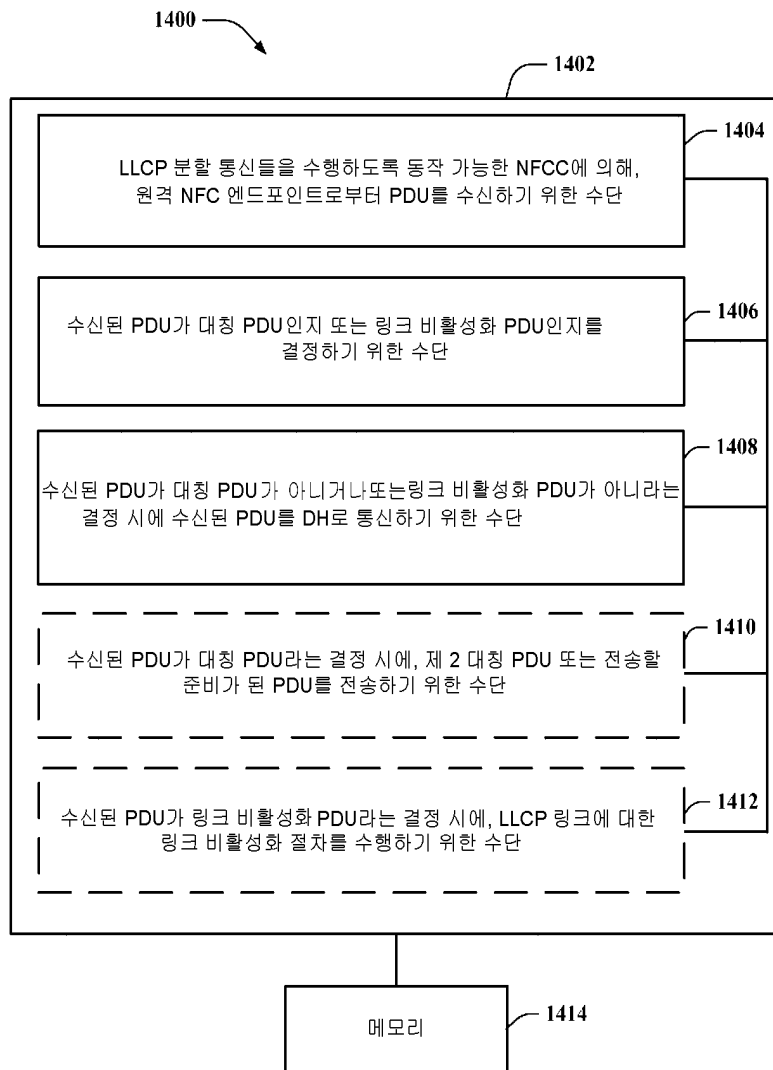 1400
1402
1404
LLCP 분할 통신들을 수행하도록 동작 가능한 NFCC에 의해,
원격 NFC 엔드포인트로부터 PDU를 수신하기 위한 수단
1406
수신된 PDU가 대칭 PDU인지 또는 링크 비활성화 PDU인지를
결정하기 위한 수단
1408
수신된 PDU가 대칭 PDU가 아니거나또는링크 비활성화 PDU가 아니라는
결정 시에 수신된 PDU를 DH로 통신하기 위한 수단
1410
수신된 PDU가 대칭 PDU라는 결정 시에, 제 2 대칭 PDU 또는 전송할
준비가 된 PDU를 전송하기 위한 수단
1412
수신된 PDU가 링크 비활성화 PDU라는 결정 시에, LLCP 링크에 대한
링크 비활성화 절차를 수행하기 위한 수단
1414
메모리